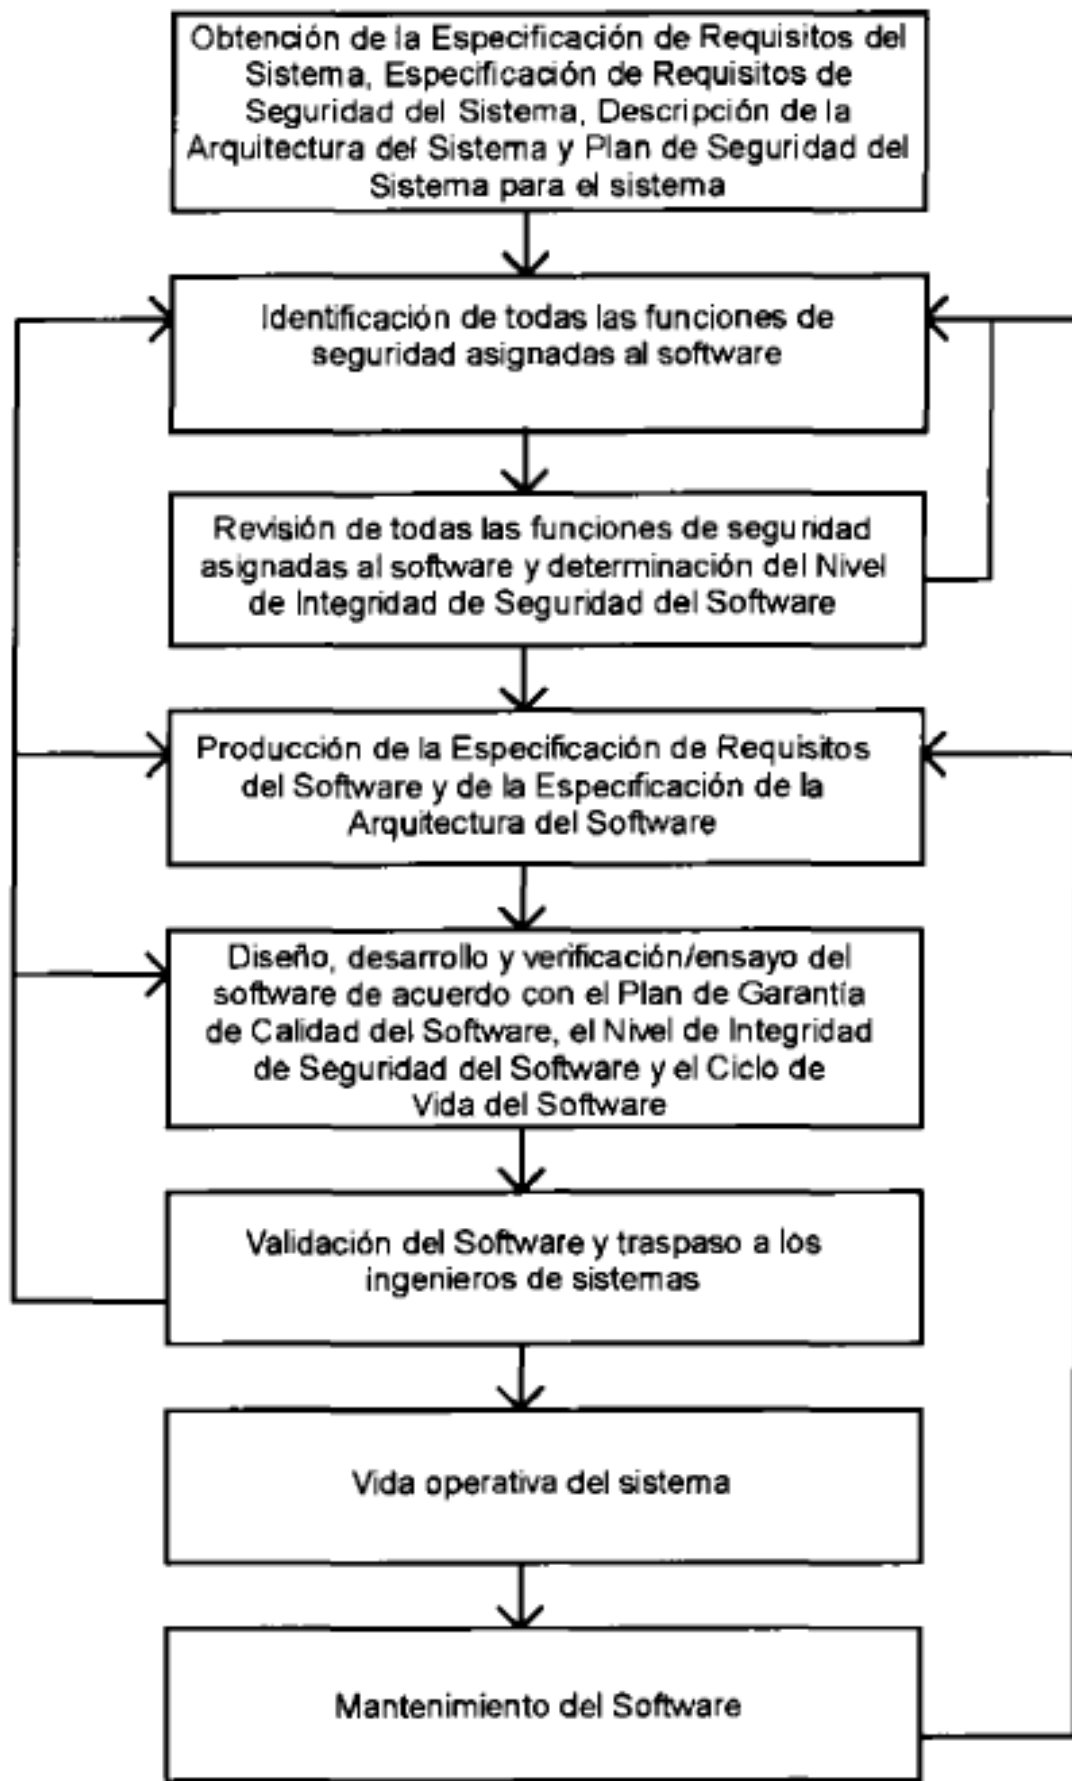 Obtención de la Especificación de Requisitos del
Sistema, Especificación de Requisitos de
Seguridad del Sistema, Descripción de la
Arquitectura del Sistema y Plan de Seguridad del
Sistema para el sistema
Identificación de todas las funciones de
seguridad asignadas al software
Revisión de todas las funciones de seguridad
asignadas al software y determinación del Nivel
de Integridad de Seguridad del Software
Producción de la Especificación de Requisitos
del Software y de la Especificación de la
Arquitectura del Software
Diseño, desarrollo y verificación/ensayo del
software de acuerdo con el Plan de Garantía
de Calidad del Software, el Nivel de Integridad
de Seguridad del Software y el Ciclo de
Vida del Software
Validación del Software y traspaso a los
ingenieros de sistemas
Vida operativa del sistema
Mantenimiento del Software